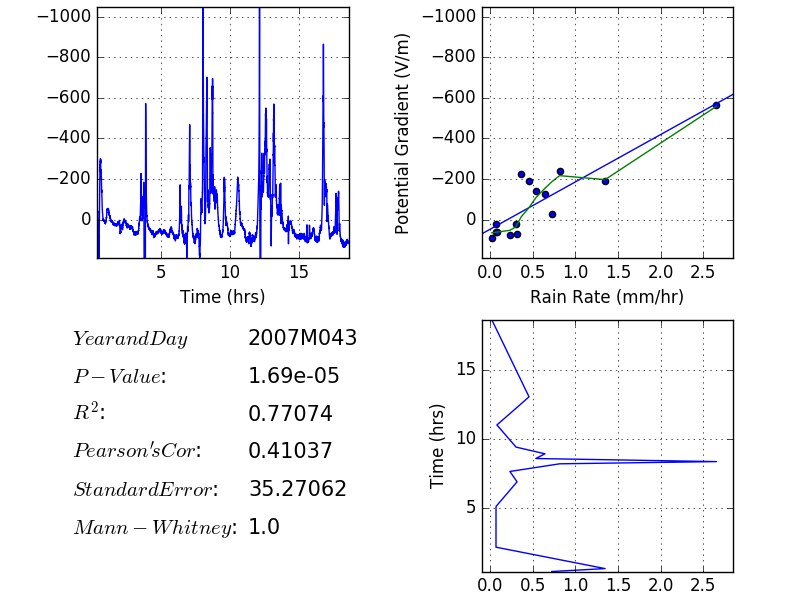 −1000
−800
−600
−400
−200
0
5 10 15
Time (hrs)
Potential Gradient (V/m)
−1000
−800
−600
−400
−200
0
0.0 0.5 1.0 1.5 2.0 2.5
Rain Rate (mm/hr)
YearandDay 2007M043
P−Value: 1.69e-05
R²: 0.77074
Pearson'sCor: 0.41037
StandardError: 35.27062
Mann−Whitney: 1.0
Time (hrs)
15
10
5
0.0 0.5 1.0 1.5 2.0 2.5